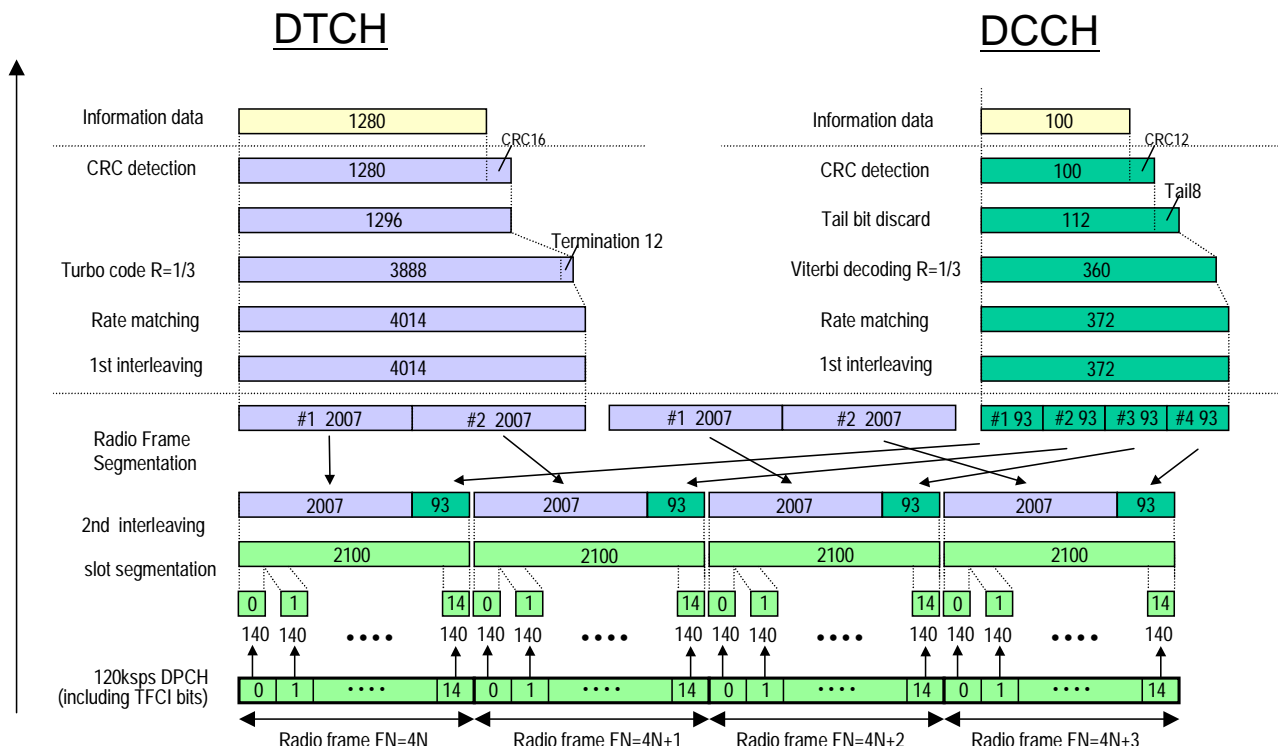 DTCH DCCH
Information data 1280 Information data 100
CRC16 CRC12
CRC detection 1280 CRC detection 100
Tail8
1296 Tail bit discard 112
Termination 12
Turbo code R=1/3 3888 Viterbi decoding R=1/3 360
Rate matching 4014 Rate matching 372
1st interleaving 4014 1st interleaving 372
#1 2007 #2 2007 #1 2007 #2 2007 #1 93 #2 93 #3 93 #4 93
Radio Frame
Segmentation
2007 93 2007 93 2007 93 2007 93
2nd interleaving
2100 2100 2100 2100
slot segmentation
0 1 14 0 1 14 0 1 14 0 1 14
140 140 •••• 140 140 140 •••• 140 140 140 •••• 140 140 140 •••• 140
120ksps DPCH
(including TFCI bits)
0 1 •••• 14 0 1 •••• 14 0 1 •••• 14 0 1 •••• 14
Radio frame FN=4N Radio frame FN=4N+1 Radio frame FN=4N+2 Radio frame FN=4N+3